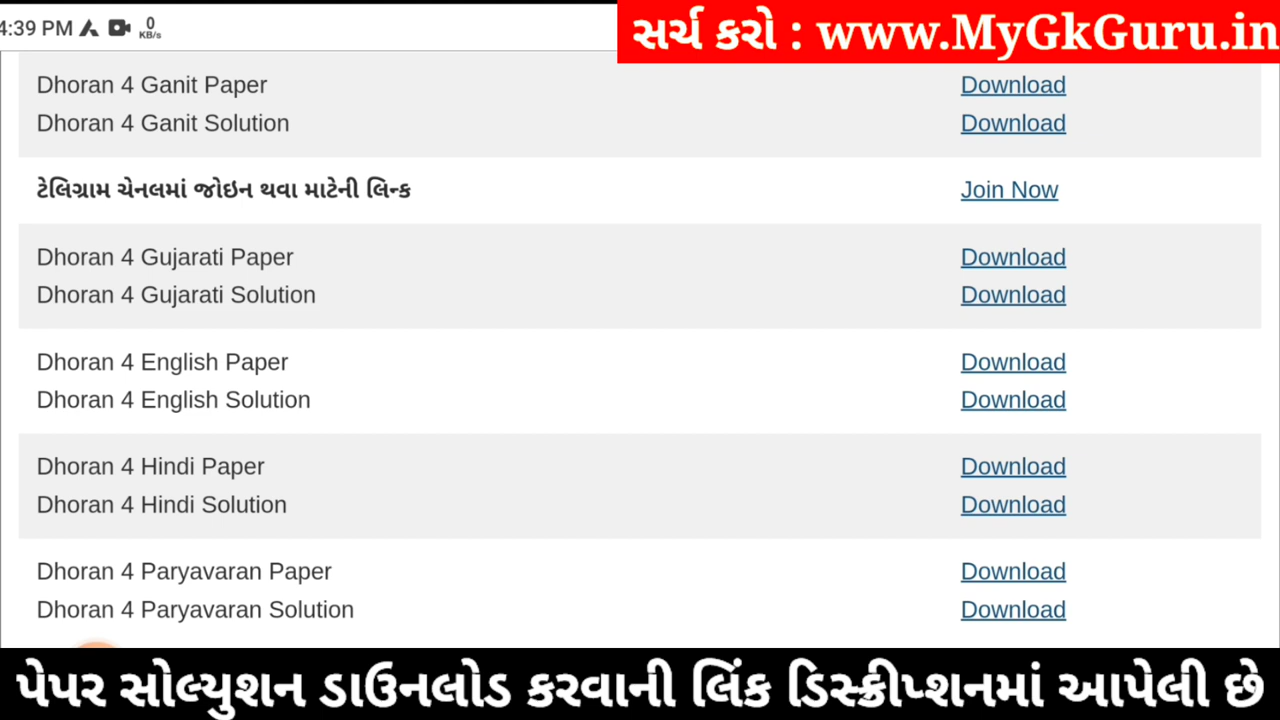 4:39 PM 0 KB/s
સર્ચ કરો : www.MyGkGuru.in
Dhoran 4 Ganit Paper Download
Dhoran 4 Ganit Solution Download
ટેલિગ્રામ ચેનલમાં જોઇન થવા માટેની લિન્ક Join Now
Dhoran 4 Gujarati Paper Download
Dhoran 4 Gujarati Solution Download
Dhoran 4 English Paper Download
Dhoran 4 English Solution Download
Dhoran 4 Hindi Paper Download
Dhoran 4 Hindi Solution Download
Dhoran 4 Paryavaran Paper Download
Dhoran 4 Paryavaran Solution Download
પેપર સોલ્યુશન ડાઉનલોડ કરવાની લિંક ડિસ્ક્રીપ્શનમાં આપેલી છે